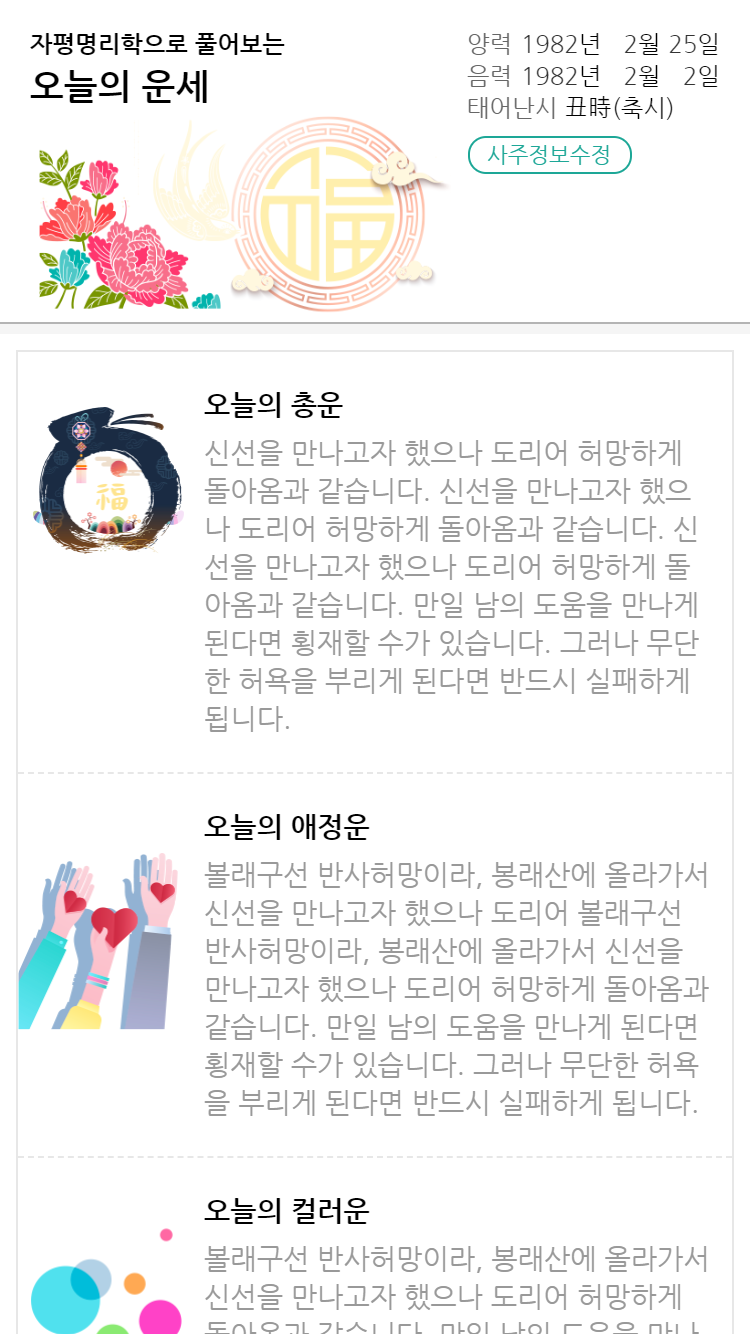 자평명리학으로 풀어보는
오늘의 운세
양력 1982년 2월 25일
음력 1982년 2월 2일
태어난시 丑時(축시)
사주정보수정
福
오늘의 총운
福
신선을 만나고자 했으나 도리어 허망하게
돌아옴과 같습니다. 신선을 만나고자 했으
나 도리어 허망하게 돌아옴과 같습니다. 신
선을 만나고자 했으나 도리어 허망하게 돌
아옴과 같습니다. 만일 남의 도움을 만나게
된다면 횡재할 수가 있습니다. 그러나 무단
한 허욕을 부리게 된다면 반드시 실패하게
됩니다.
오늘의 애정운
볼래구선 반사허망이라, 봉래산에 올라가서
신선을 만나고자 했으나 도리어 볼래구선
반사허망이라, 봉래산에 올라가서 신선을
만나고자 했으나 도리어 허망하게 돌아옴과
같습니다. 만일 남의 도움을 만나게 된다면
횡재할 수가 있습니다. 그러나 무단한 허욕
을 부리게 된다면 반드시 실패하게 됩니다.
오늘의 컬러운
볼래구선 반사허망이라, 봉래산에 올라가서
신선을 만나고자 했으나 도리어 허망하게
돌아옴과 같습니다. 만일 남의 도움을 만나